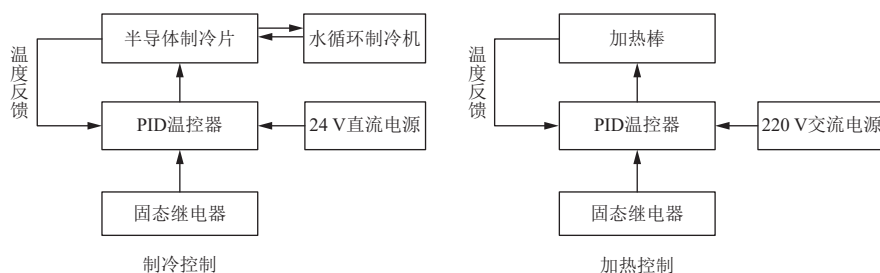 半导体制冷片
水循环制冷机
温度反馈
PID温控器
24 V直流电源
固态继电器
制冷控制
加热棒
温度反馈
PID温控器
220 V交流电源
固态继电器
加热控制